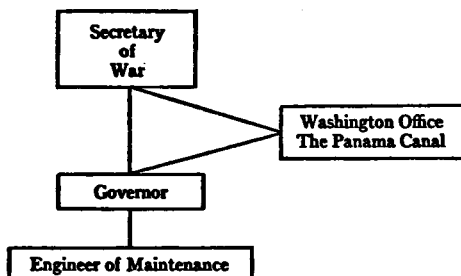 Secretary
of
War
Washington Office
The Panama Canal
Governor
Engineer of Maintenance